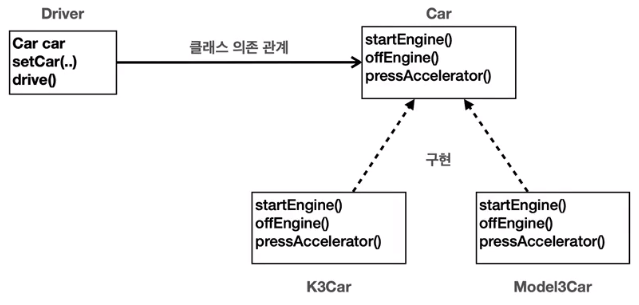 Driver
Car car
setCar(..)
drive()
클래스 의존 관계
Car
startEngine()
offEngine()
pressAccelerator()
구현
startEngine()
offEngine()
pressAccelerator()
K3Car
startEngine()
offEngine()
pressAccelerator()
Model3Car